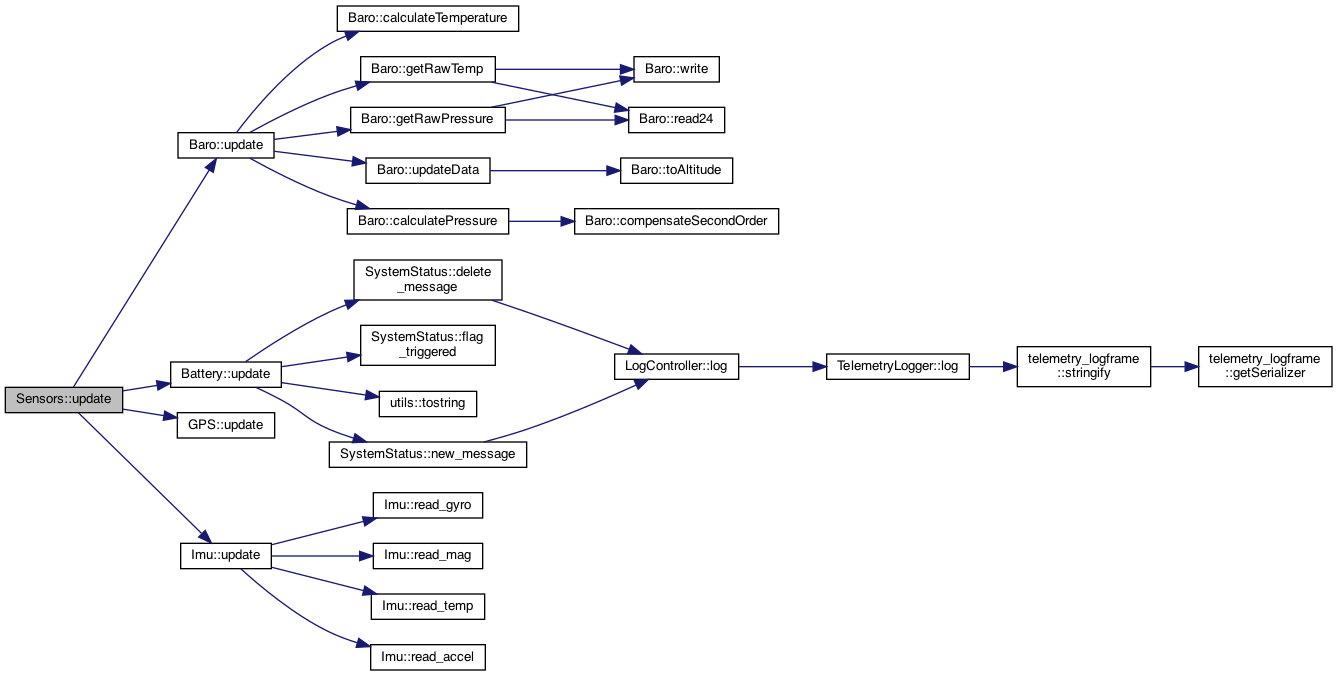 Baro::calculateTemperature
Baro::getRawTemp
Baro::write
Baro::getRawPressure
Baro::read24
Baro::update
Baro::updateData
Baro::toAltitude
Baro::calculatePressure
Baro::compensateSecondOrder
SystemStatus::delete
_message
SystemStatus::flag
_triggered
LogController::log
TelemetryLogger::log
telemetry_logframe
::stringify
telemetry_logframe
::getSerializer
Battery::update
Sensors::update
utils::tostring
GPS::update
SystemStatus::new_message
Imu::read_gyro
Imu::update
Imu::read_mag
Imu::read_temp
Imu::read_accel